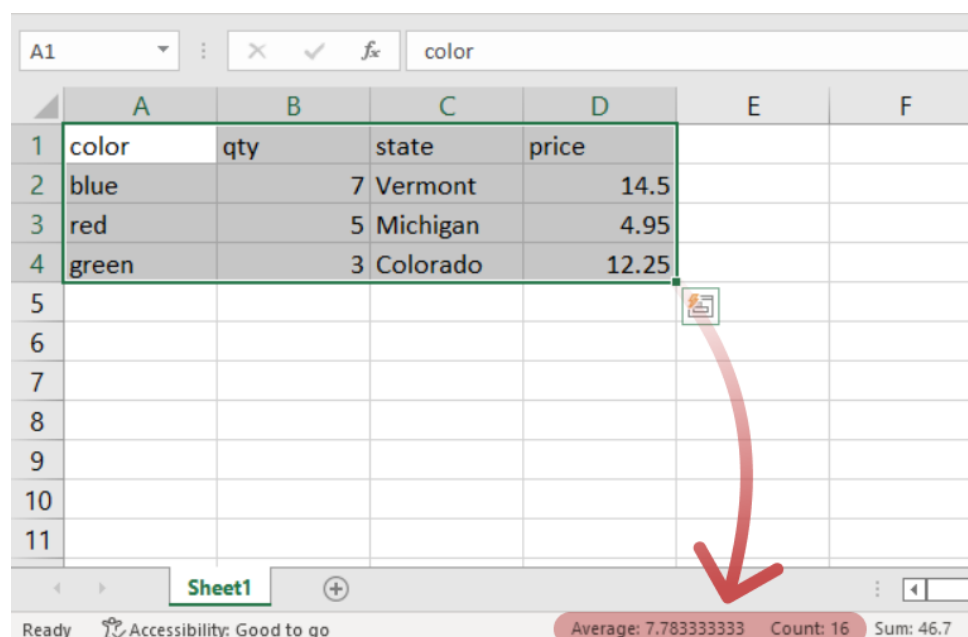 A1 fx color
A B C D E F
1 color qty state price
2 blue 7 Vermont 14.5
3 red 5 Michigan 4.95
4 green 3 Colorado 12.25
5
6
7
8
9
10
11
Sheet1
Ready Accessibility: Good to go Average: 7.783333333 Count: 16 Sum: 46.7